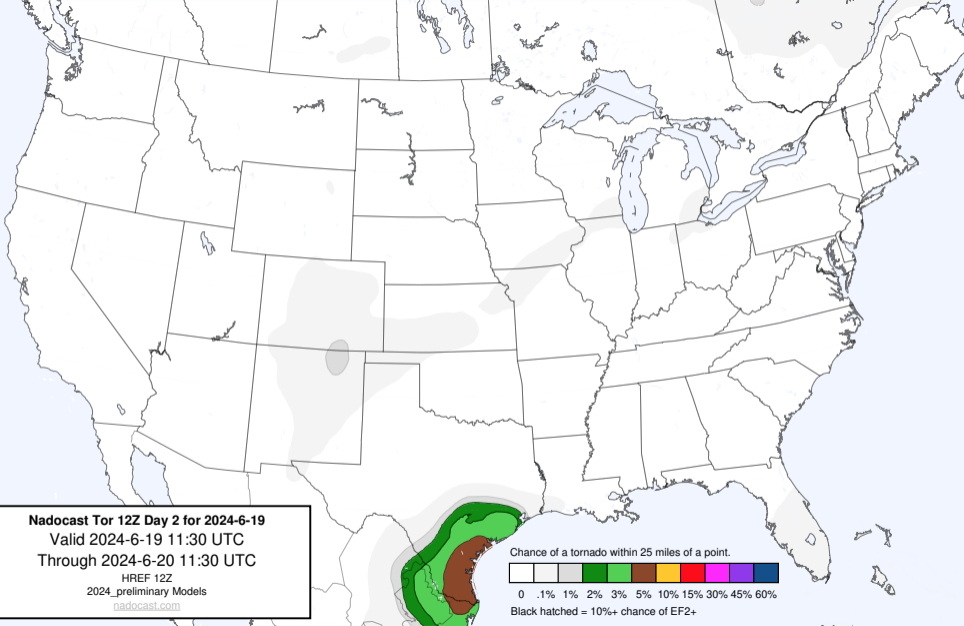 Nadocast Tor 12Z Day 2 for 2024-6-19
Valid 2024-6-19 11:30 UTC
Through 2024-6-20 11:30 UTC
HREF 12Z
2024_preliminary Models
nadocast.com
Chance of a tornado within 25 miles of a point.
0 .1% 1% 2% 3% 5% 10% 15% 30% 45% 60%
Black hatched = 10%+ chance of EF2+